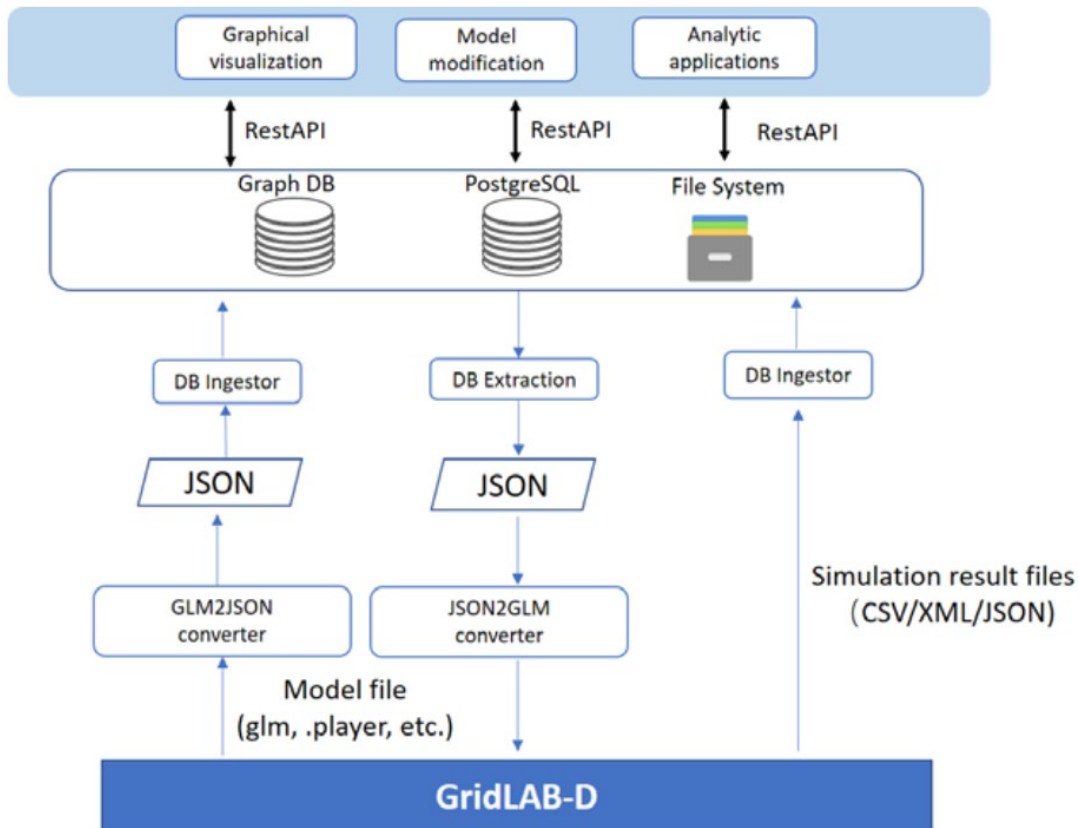 Graphical
visualization
Model
modification
Analytic
applications
RestAPI
RestAPI
RestAPI
Graph DB
PostgreSQL
File System
DB Ingestor
DB Extraction
DB Ingestor
JSON
JSON
GLM2JSON
converter
JSON2GLM
converter
Simulation result files
(CSV/XML/JSON)
Model file
(glm, .player, etc.)
GridLAB-D